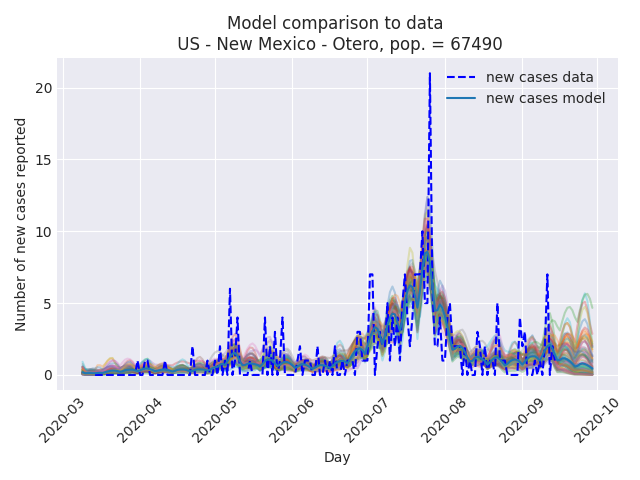 Model comparison to data
US - New Mexico - Otero, pop. = 67490
new cases data
new cases model
Number of new cases reported
20
15
10
5
0
2020-03
2020-04
2020-05
2020-06
2020-07
2020-08
2020-09
2020-10
Day